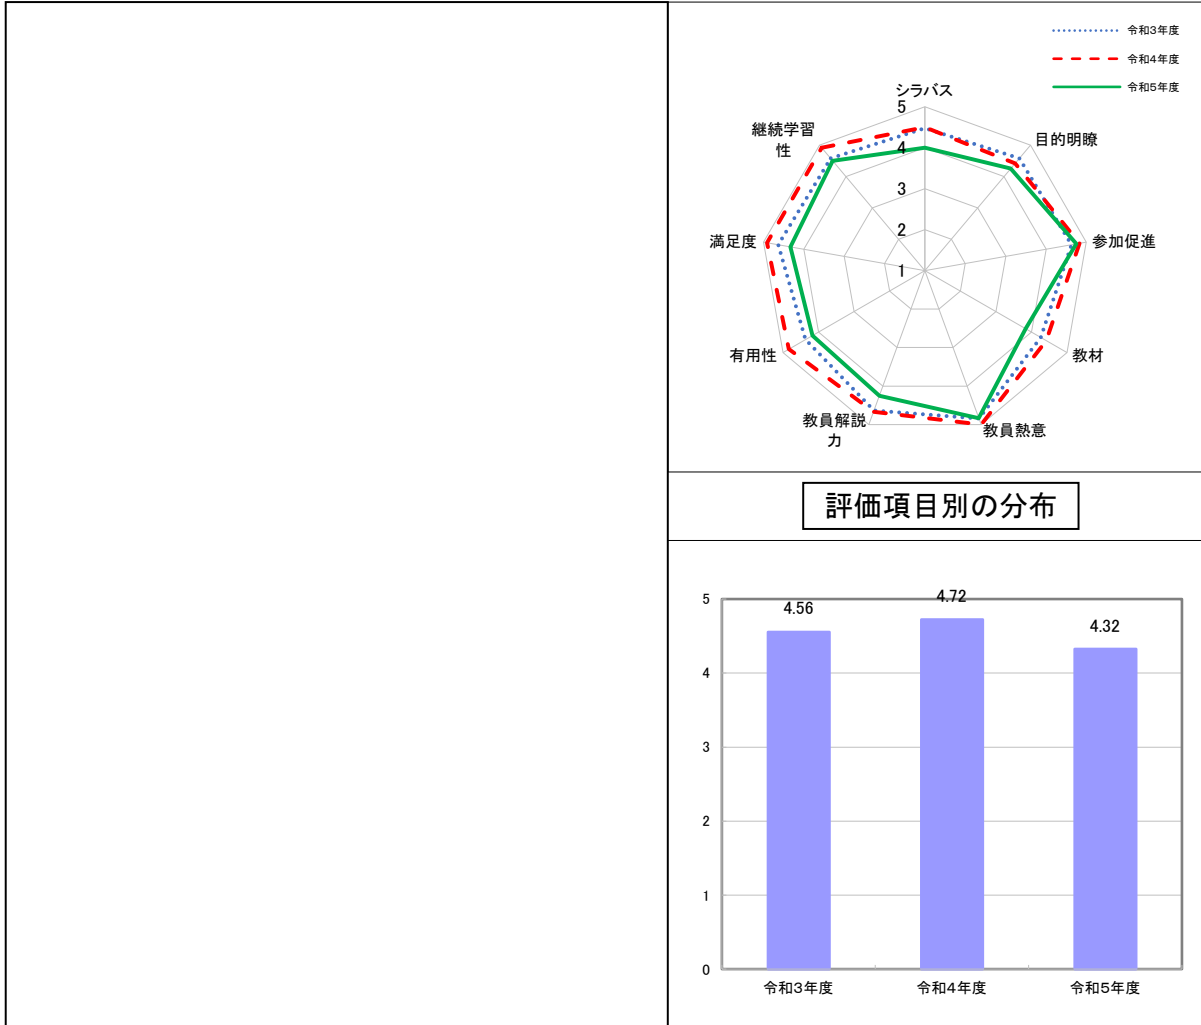 令和3年度
令和4年度
令和5年度
シラバス
目的明瞭
参加促進
教材
教員熱意
教員解説
力
有用性
満足度
継続学習
性
5
4
3
2
1
評価項目別の分布
5
4
3
2
1
0
4.56
4.72
4.32
令和3年度
令和4年度
令和5年度